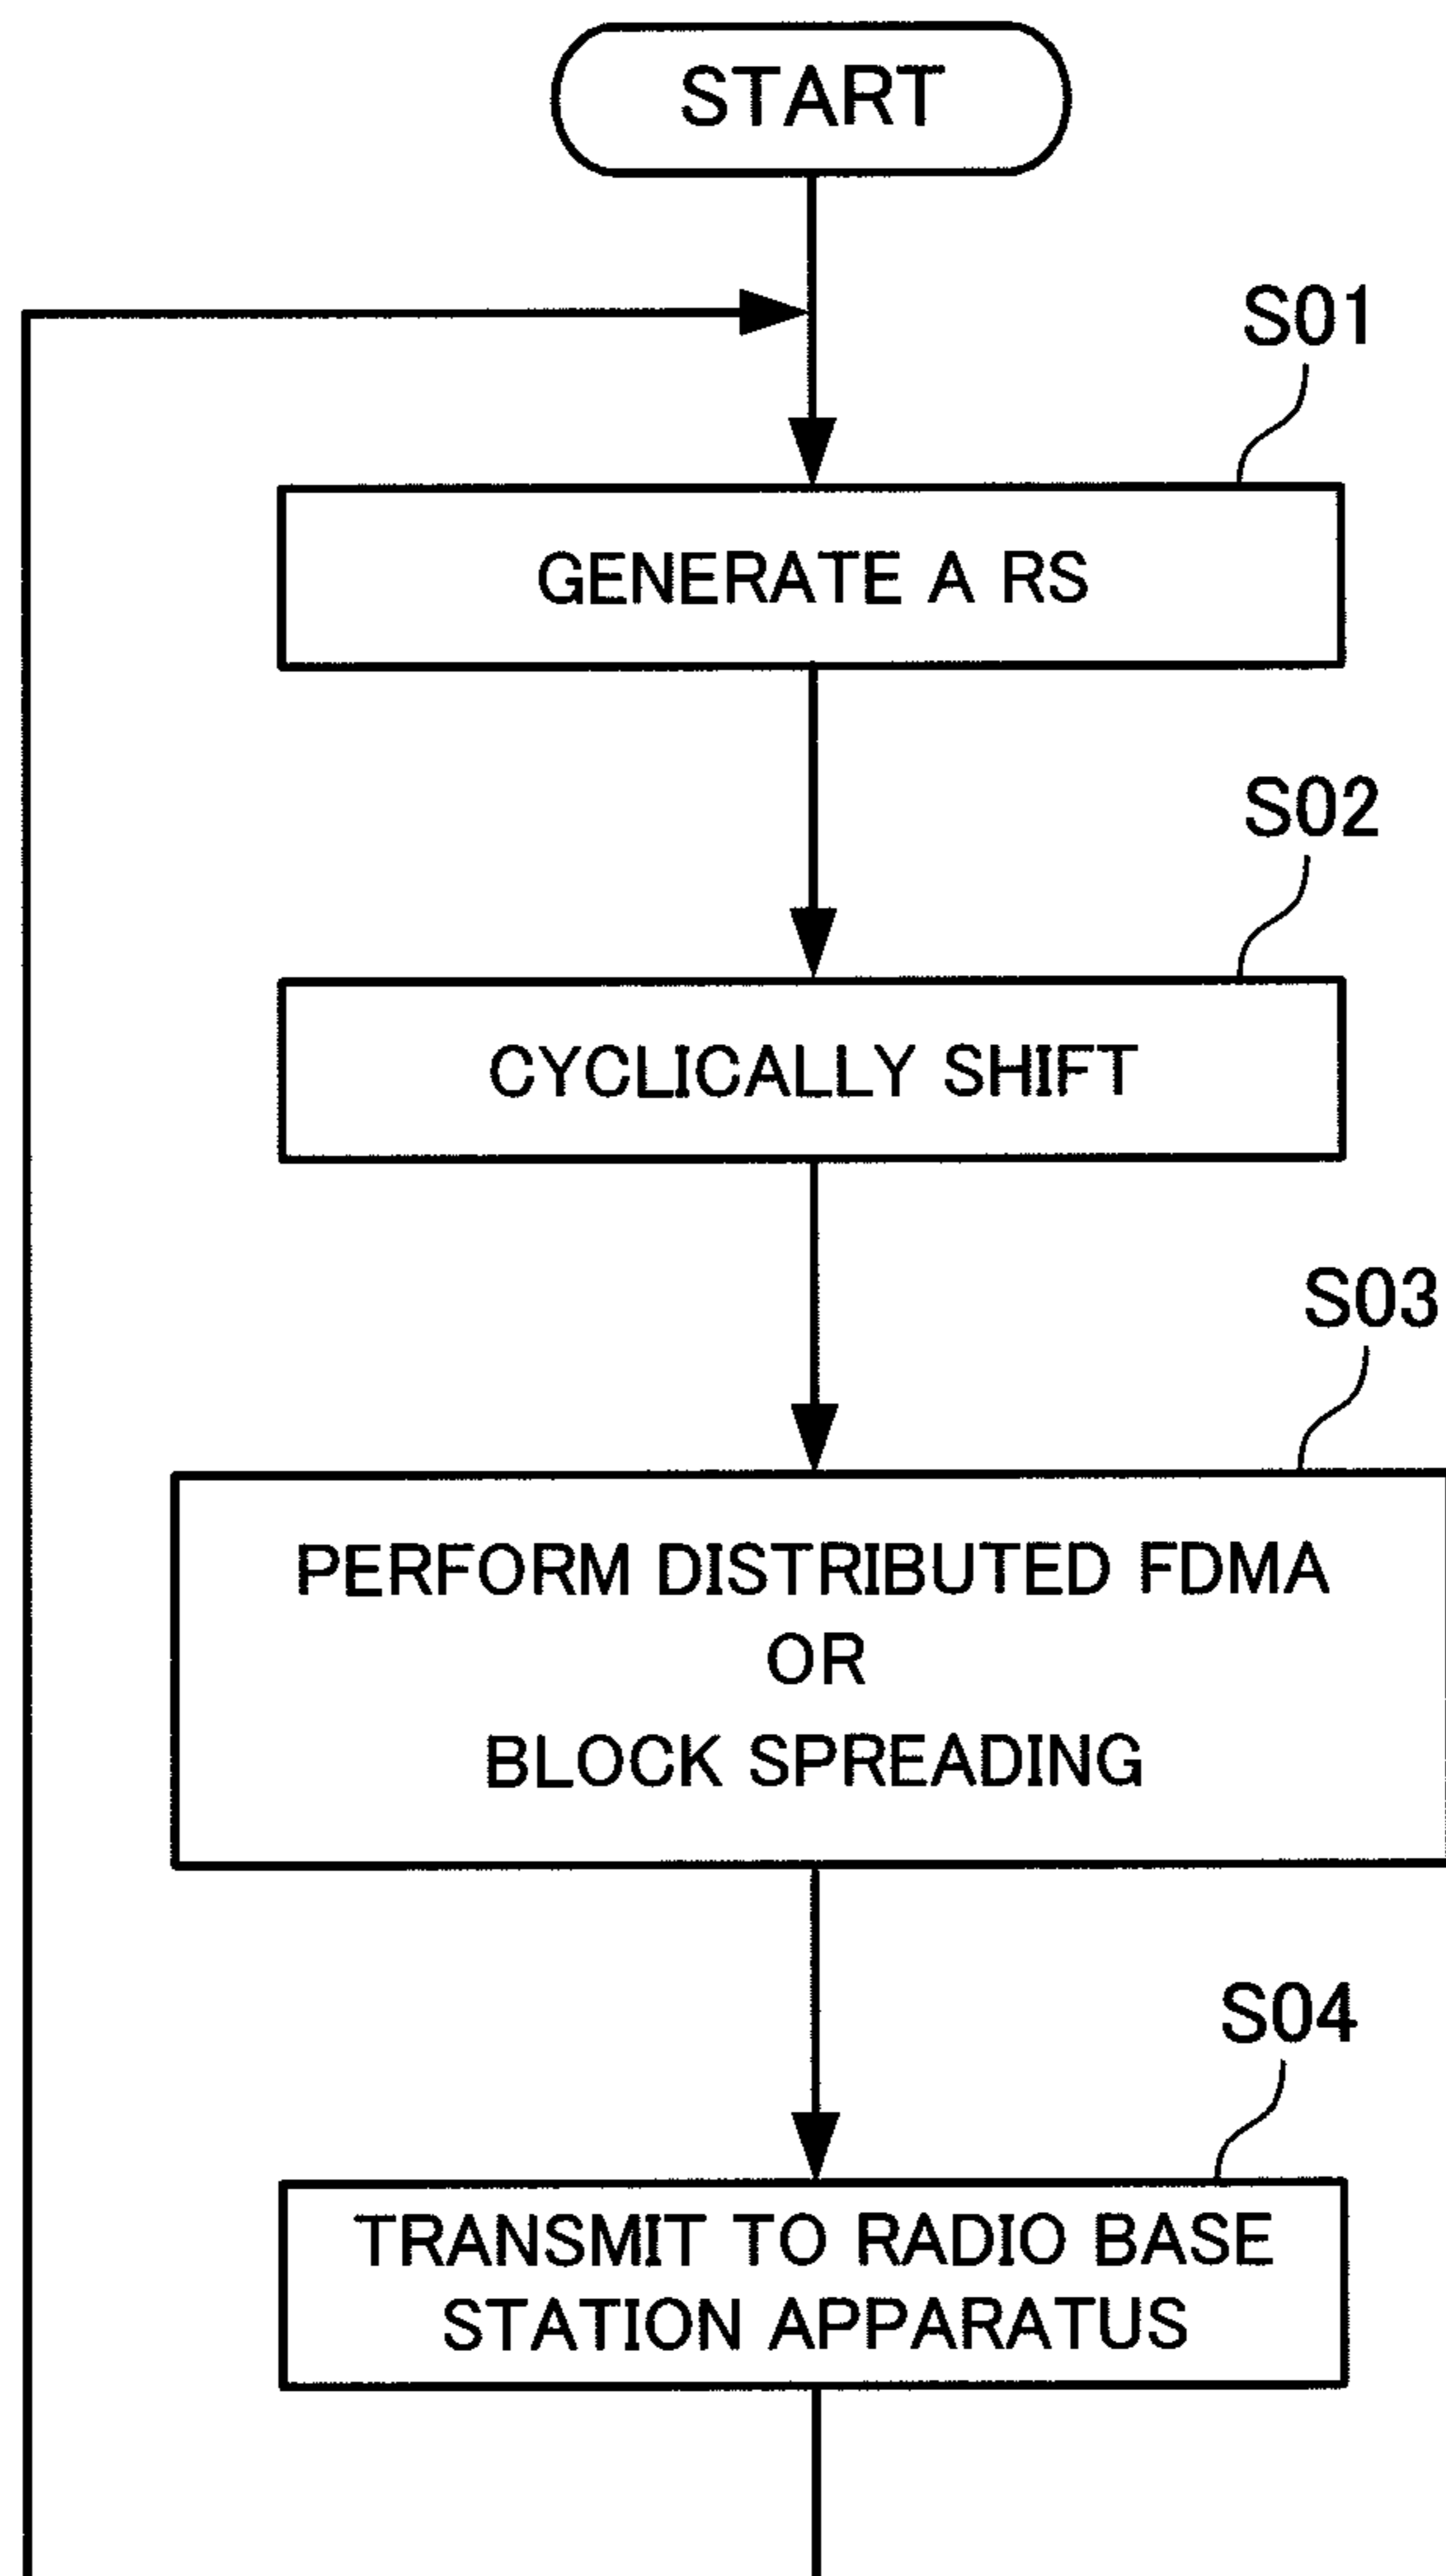 START
S01
GENERATE A RS
S02
CYCLICALLY SHIFT
S03
PERFORM DISTRIBUTED FDMA
OR
BLOCK SPREADING
S04
TRANSMIT TO RADIO BASE
STATION APPARATUS